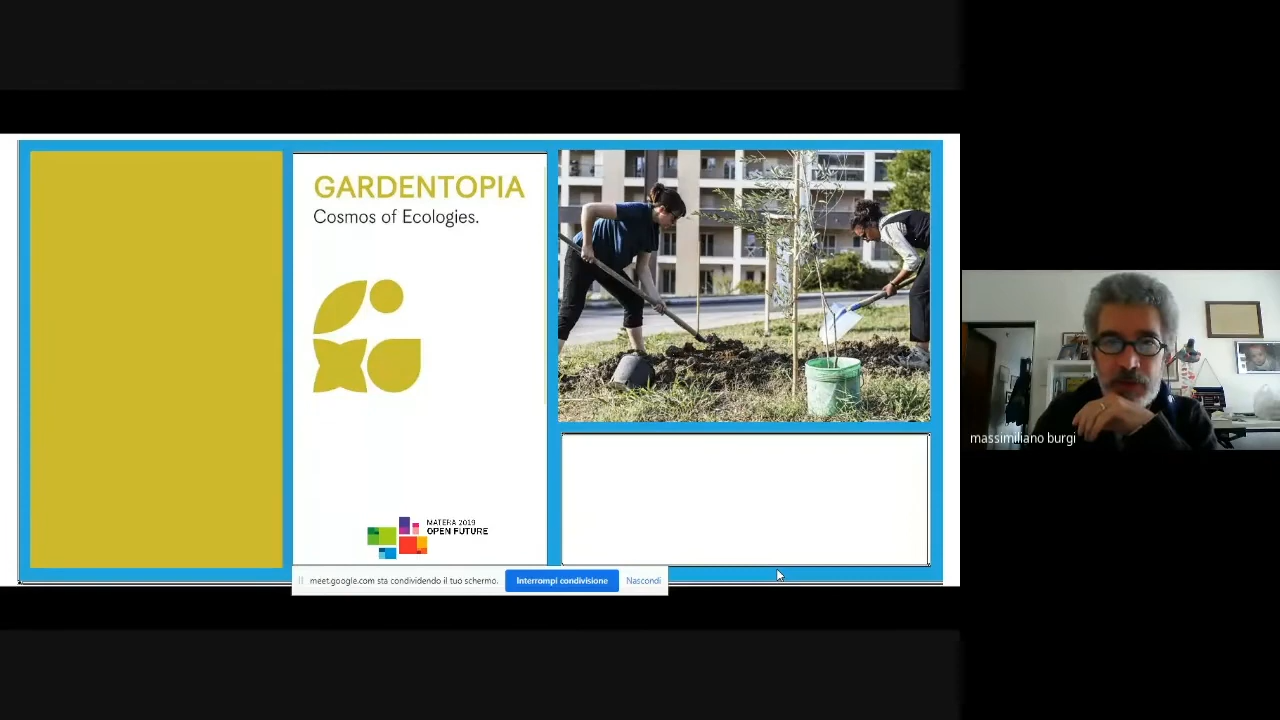 GARDENTOPIA
Cosmos of Ecologies.
MATERA 2019
OPEN FUTURE
meet.google.com sta condividendo il tuo schermo.
Interrompi condivisione
Nascondi
massimiliano burgi